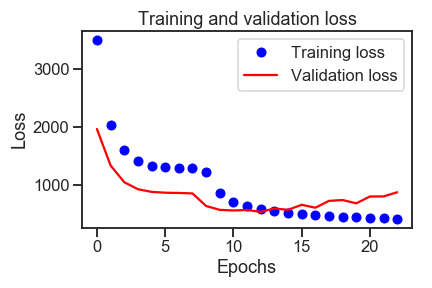 Training and validation loss
Training loss
Validation loss
3000
2000
1000
Loss
0
5
10
15
20
Epochs